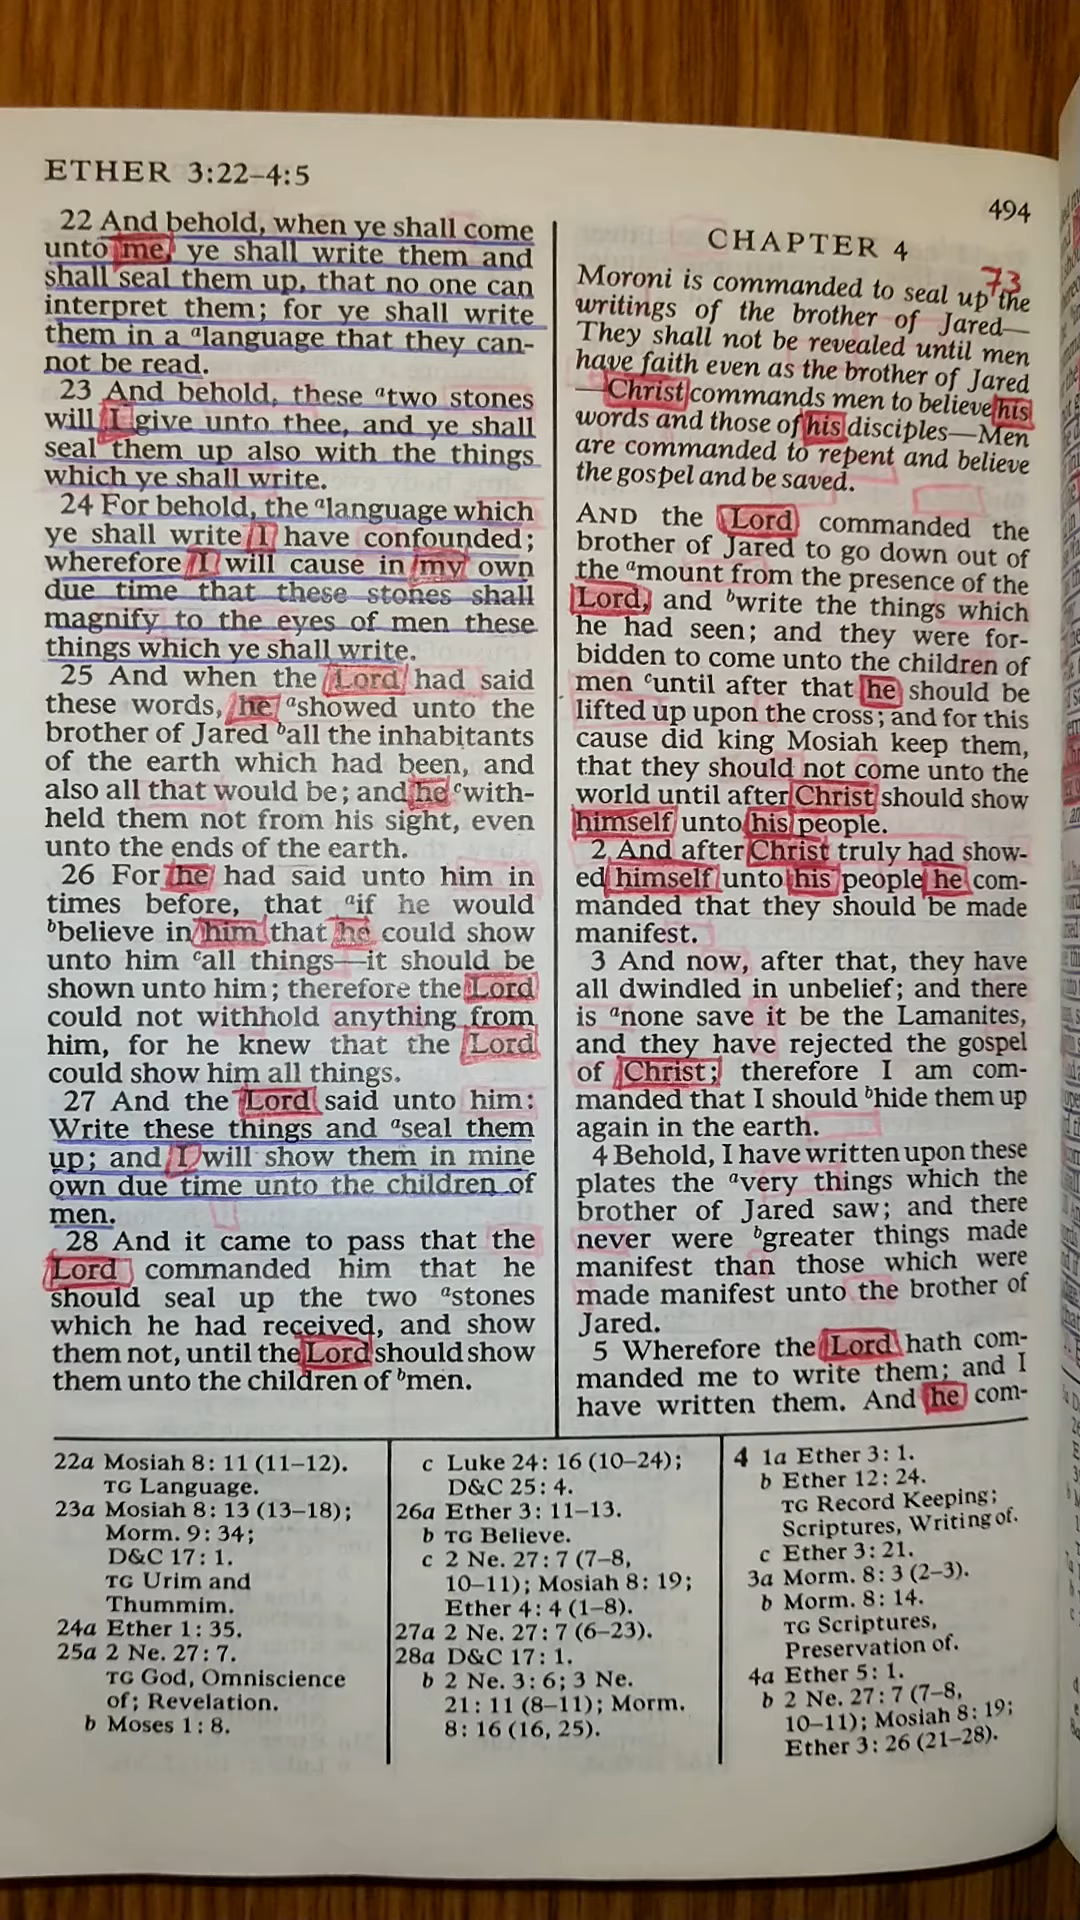 ETHER 3:22–4:5
494
22 And behold, when ye shall come
unto me, ye shall write them and
shall seal them up, that no one can
interpret them; for ye shall write
them in a alanguage that they can-
not be read.
23 And behold, these atwo stones
will I give unto thee, and ye shall
seal them up also with the things
which ye shall write.
24 For behold, the alanguage which
ye shall write I have confounded;
wherefore I will cause in my own
due time that these stones shall
magnify to the eyes of men these
things which ye shall write.
25 And when the Lord had said
these words, he ashowed unto the
brother of Jared ball the inhabitants
of the earth which had been, and
also all that would be; and he cwith-
held them not from his sight, even
unto the ends of the earth.
26 For he had said unto him in
times before, that aif he would
bbelieve in him that he could show
unto him call things—it should be
shown unto him; therefore the Lord
could not withhold anything from
him, for he knew that the Lord
could show him all things.
27 And the Lord said unto him:
Write these things and aseal them
up; and I will show them in mine
own due time unto the children of
men.
28 And it came to pass that the
Lord commanded him that he
should seal up the two astones
which he had received, and show
them not, until the Lord should show
them unto the children of bmen.
CHAPTER 4
73
Moroni is commanded to seal up the
writings of the brother of Jared—
They shall not be revealed until men
have faith even as the brother of Jared
—Christ commands men to believe his
words and those of his disciples—Men
are commanded to repent and believe
the gospel and be saved.
AND the Lord commanded the
brother of Jared to go down out of
the amount from the presence of the
Lord, and bwrite the things which
he had seen; and they were for-
bidden to come unto the children of
men cuntil after that he should be
lifted up upon the cross; and for this
cause did king Mosiah keep them,
that they should not come unto the
world until after Christ should show
himself unto his people.
2 And after Christ truly had show-
ed himself unto his people he com-
manded that they should be made
manifest.
3 And now, after that, they have
all dwindled in unbelief; and there
is anone save it be the Lamanites,
and they have rejected the gospel
of Christ; therefore I am com-
manded that I should bhide them up
again in the earth.
4 Behold, I have written upon these
plates the avery things which the
brother of Jared saw; and there
never were bgreater things made
manifest than those which were
made manifest unto the brother of
Jared.
5 Wherefore the Lord hath com-
manded me to write them; and I
have written them. And he com-
22a Mosiah 8: 11 (11–12).
TG Language.
23a Mosiah 8: 13 (13–18);
Morm. 9: 34;
D&C 17: 1.
TG Urim and
Thummim.
24a Ether 1: 35.
25a 2 Ne. 27: 7.
TG God, Omniscience
of; Revelation.
b Moses 1: 8.
c Luke 24: 16 (10–24);
D&C 25: 4.
26a Ether 3: 11–13.
b TG Believe.
c 2 Ne. 27: 7 (7–8,
10–11); Mosiah 8: 19;
Ether 4: 4 (1–8).
27a 2 Ne. 27: 7 (6–23).
28a D&C 17: 1.
b 2 Ne. 3: 6; 3 Ne.
21: 11 (8–11); Morm.
8: 16 (16, 25).
4 1a Ether 3: 1.
b Ether 12: 24.
TG Record Keeping;
Scriptures, Writing of.
c Ether 3: 21.
3a Morm. 8: 3 (2–3).
b Morm. 8: 14.
TG Scriptures,
Preservation of.
4a Ether 5: 1.
b 2 Ne. 27: 7 (7–8,
10–11); Mosiah 8: 19;
Ether 3: 26 (21–28).